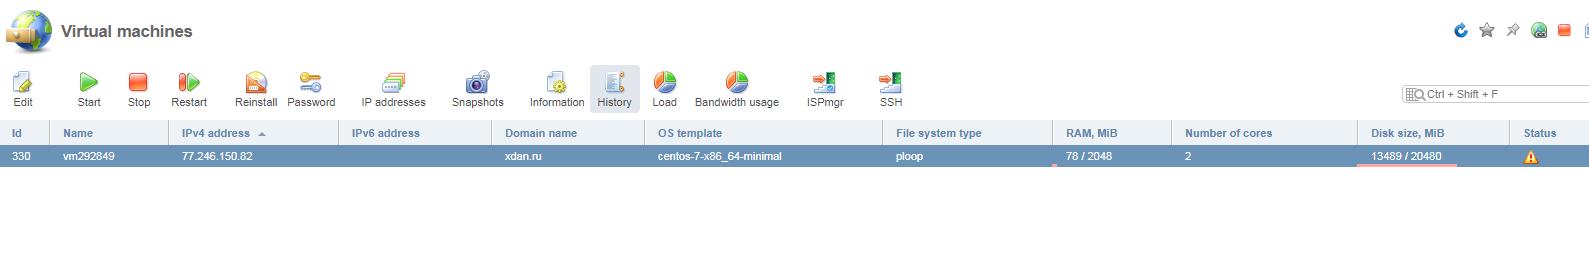 Virtual machines
Edit Start Stop Restart Reinstall Password IP addresses Snapshots Information History Load Bandwidth usage ISPmgr SSH
Ctrl + Shift + F
Id Name IPv4 address IPv6 address Domain name OS template File system type RAM, MiB Number of cores Disk size, MiB Status
330 vm292849 77.246.150.82 xdan.ru centos-7-x86_64-minimal ploop 78 / 2048 2 13489 / 20480